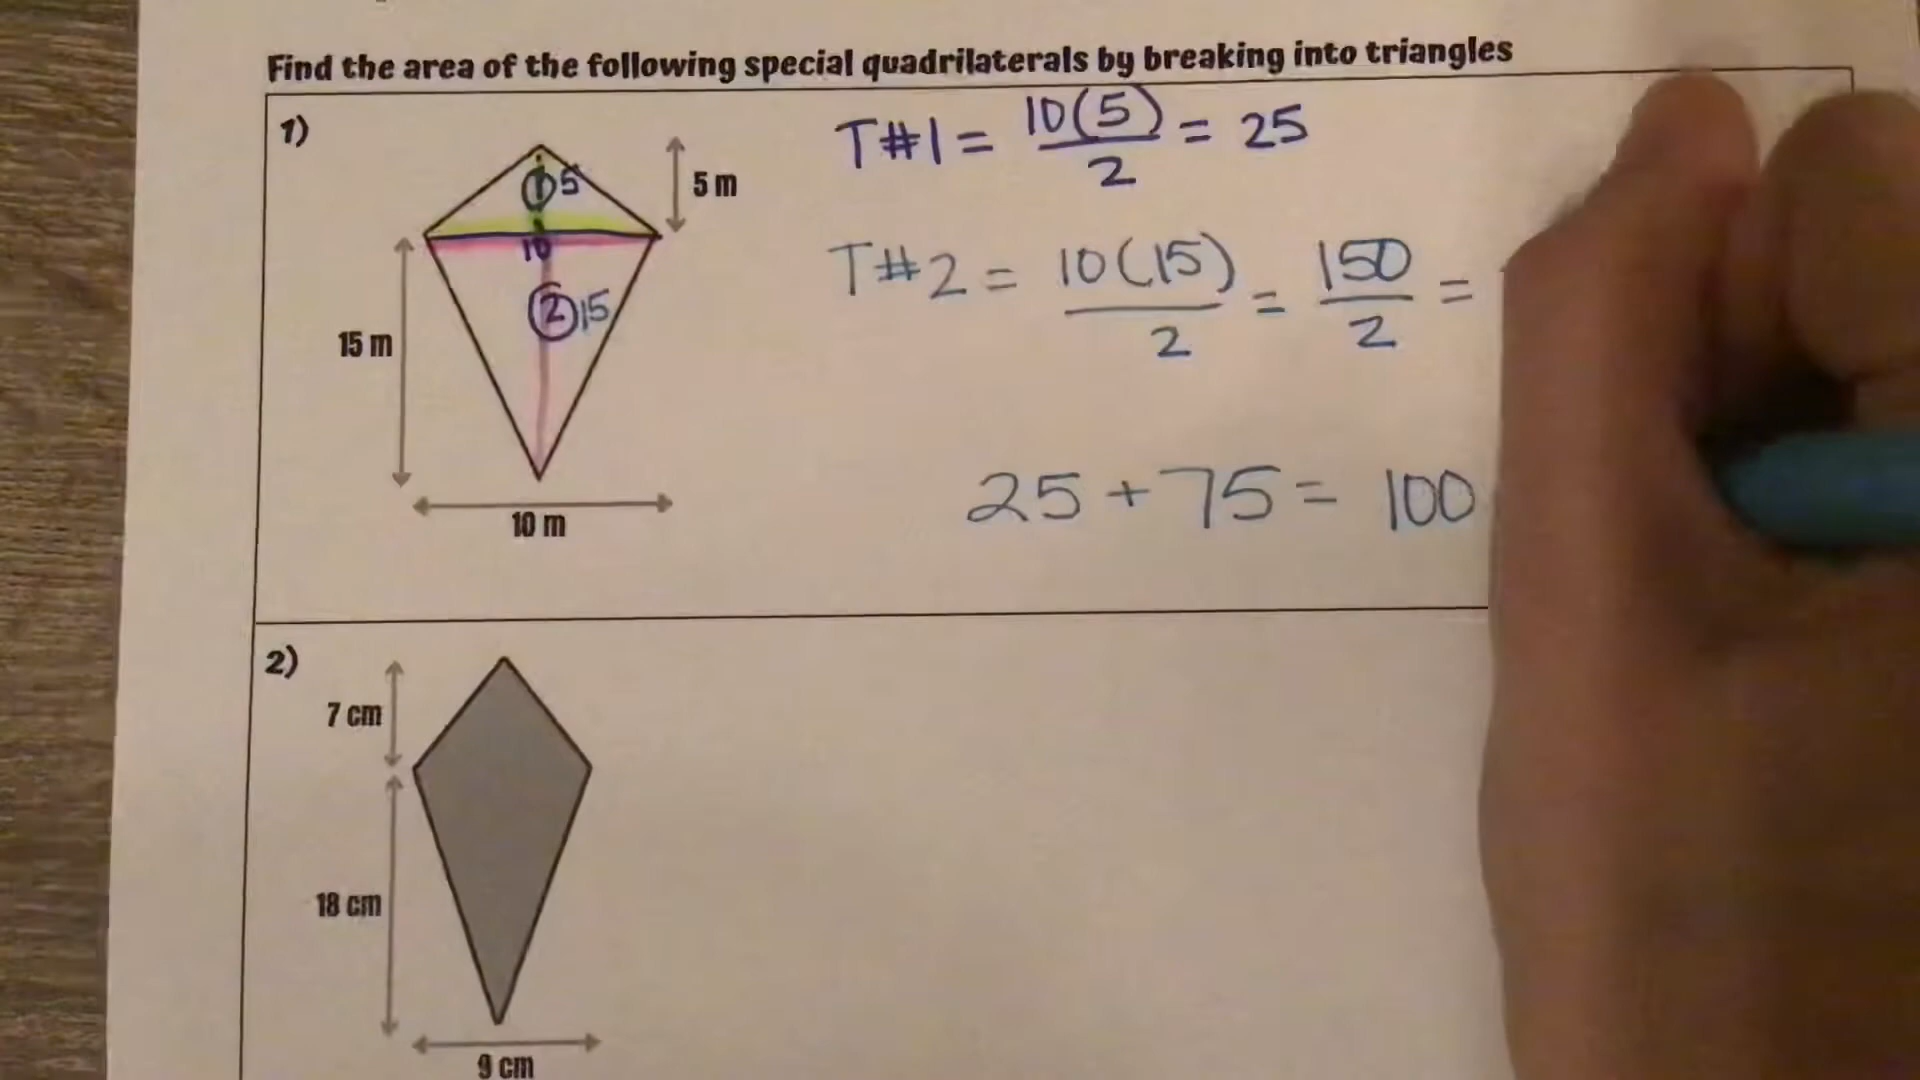 Find the area of the following special quadrilaterals by breaking into triangles
1)
① 5
5 m
10
② 15
15 m
10 m
T#1 = 10(5)/2 = 25
T#2 = 10(15)/2 = 150/2 =
25 + 75 = 100
2)
7 cm
18 cm
9 cm